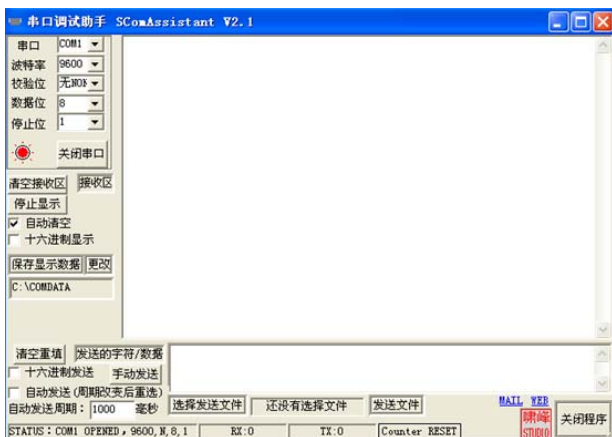 串口调试助手 SComAssistant V2.1
串口 COM1
波特率 9600
校验位 无NON
数据位 8
停止位 1
关闭串口
清空接收区 接收区
停止显示
自动清空
十六进制显示
保存显示数据 更改
C:\COMDATA
清空重填 发送的字符/数据
十六进制发送 手动发送
自动发送(周期改变后重选)
自动发送周期: 1000 毫秒 选择发送文件 还没有选择文件 发送文件
MAIL WEB
啸峰 STUDIO
关闭程序
STATUS:COM1 OPENED, 9600,N,8,1 RX:0 TX:0 Counter RESET